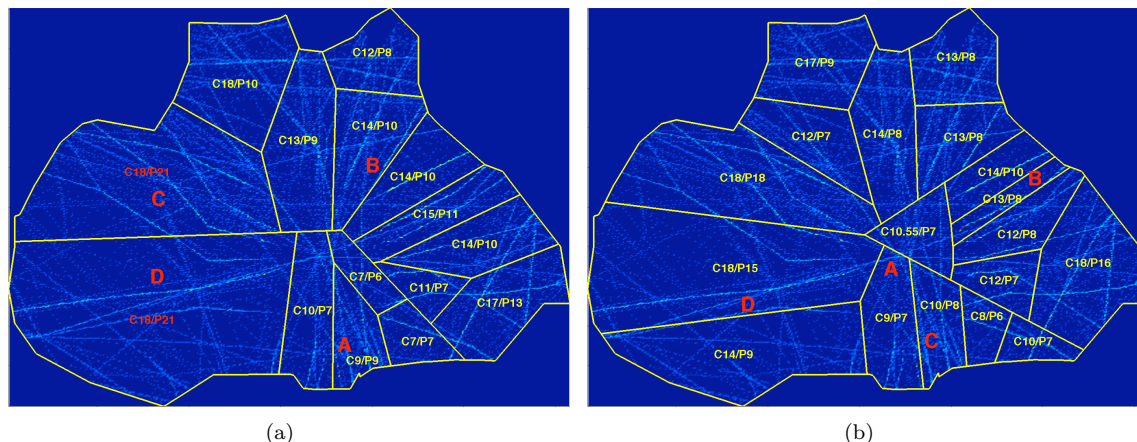 C12/P8
C18/P10
C14/P10
C13/P9
B
C18/P21
C14/P10
C
C15/P11
C14/P10
D
C7/P6
C11/P7
C10/P7
C17/P13
C18/P21
A
C7/P7
C9/P9
(a)
C13/P8
C17/P9
C12/P7
C14/P8
C13/P8
C14/P10
C18/P18
B
C13/P8
C10.55/P7
C12/P8
C18/P15
A
C18/P16
C12/P7
D
C10/P8
C9/P7
C8/P6
C
C10/P7
C14/P9
(b)